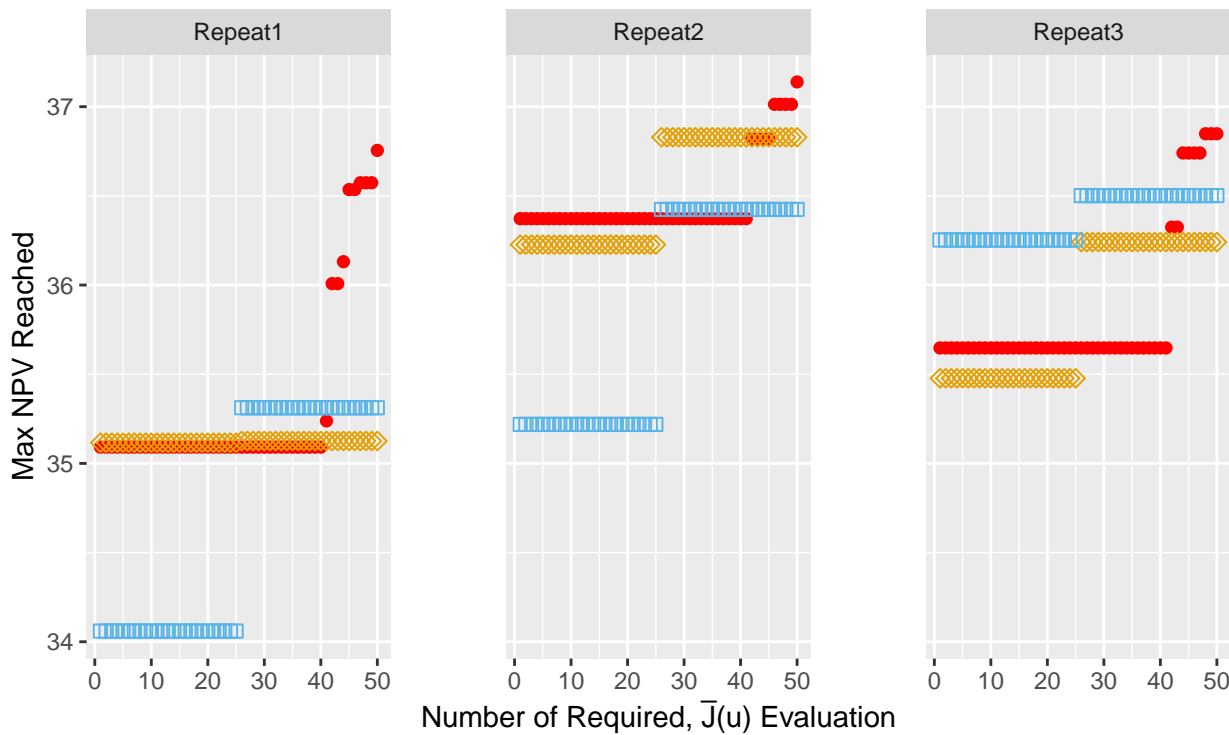 Repeat1 Repeat2 Repeat3
Max NPV Reached
37
36
35
34
0 10 20 30 40 50 0 10 20 30 40 50 0 10 20 30 40 50
Number of Required, J̅(u) Evaluation